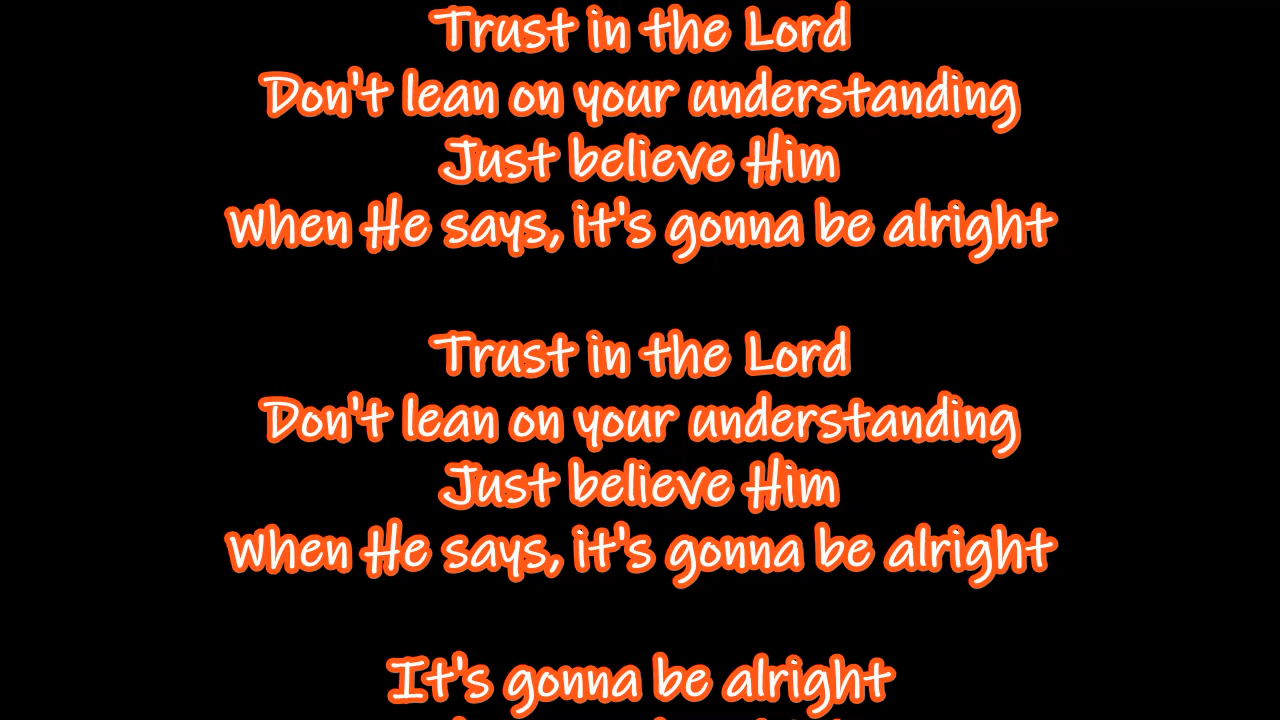 Trust in the Lord
Don't lean on your understanding
Just believe Him
When He says, it's gonna be alright
Trust in the Lord
Don't lean on your understanding
Just believe Him
When He says, it's gonna be alright
It's gonna be alright